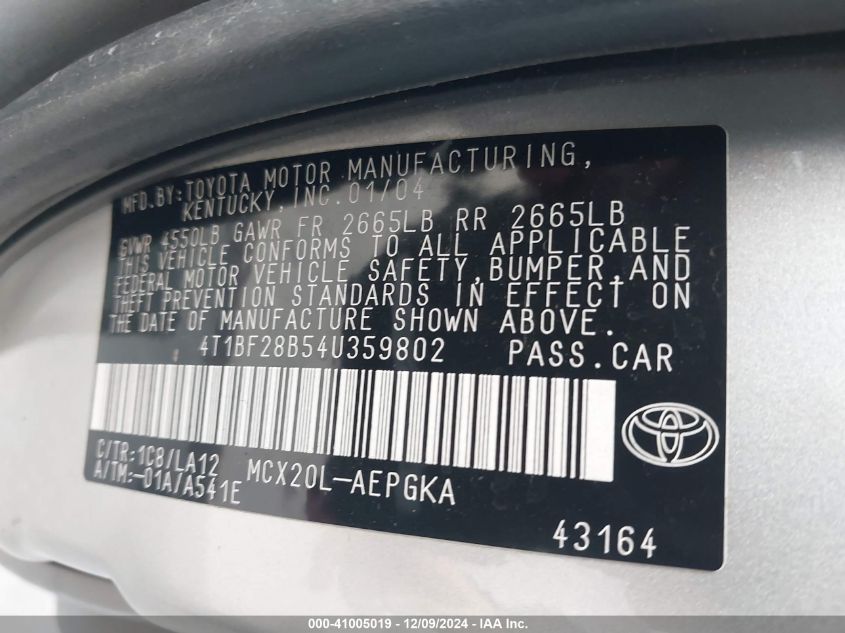 MFD.BY:TOYOTA MOTOR MANUFACTURING,
KENTUCKY,INC.01/04
GVWR 4550LB GAWR FR 2665LB RR 2665LB
THIS VEHICLE CONFORMS TO ALL APPLICABLE
FEDERAL MOTOR VEHICLE SAFETY,BUMPER,AND
THEFT PREVENTION STANDARDS IN EFFECT ON
THE DATE OF MANUFACTURE SHOWN ABOVE.
4T1BF28B54U359802 PASS.CAR
C/TR:1C8/LA12 MCX20L-AEPGKA
A/TM:-01A/A541E
43164
000-41005019 - 12/09/2024 - IAA Inc.